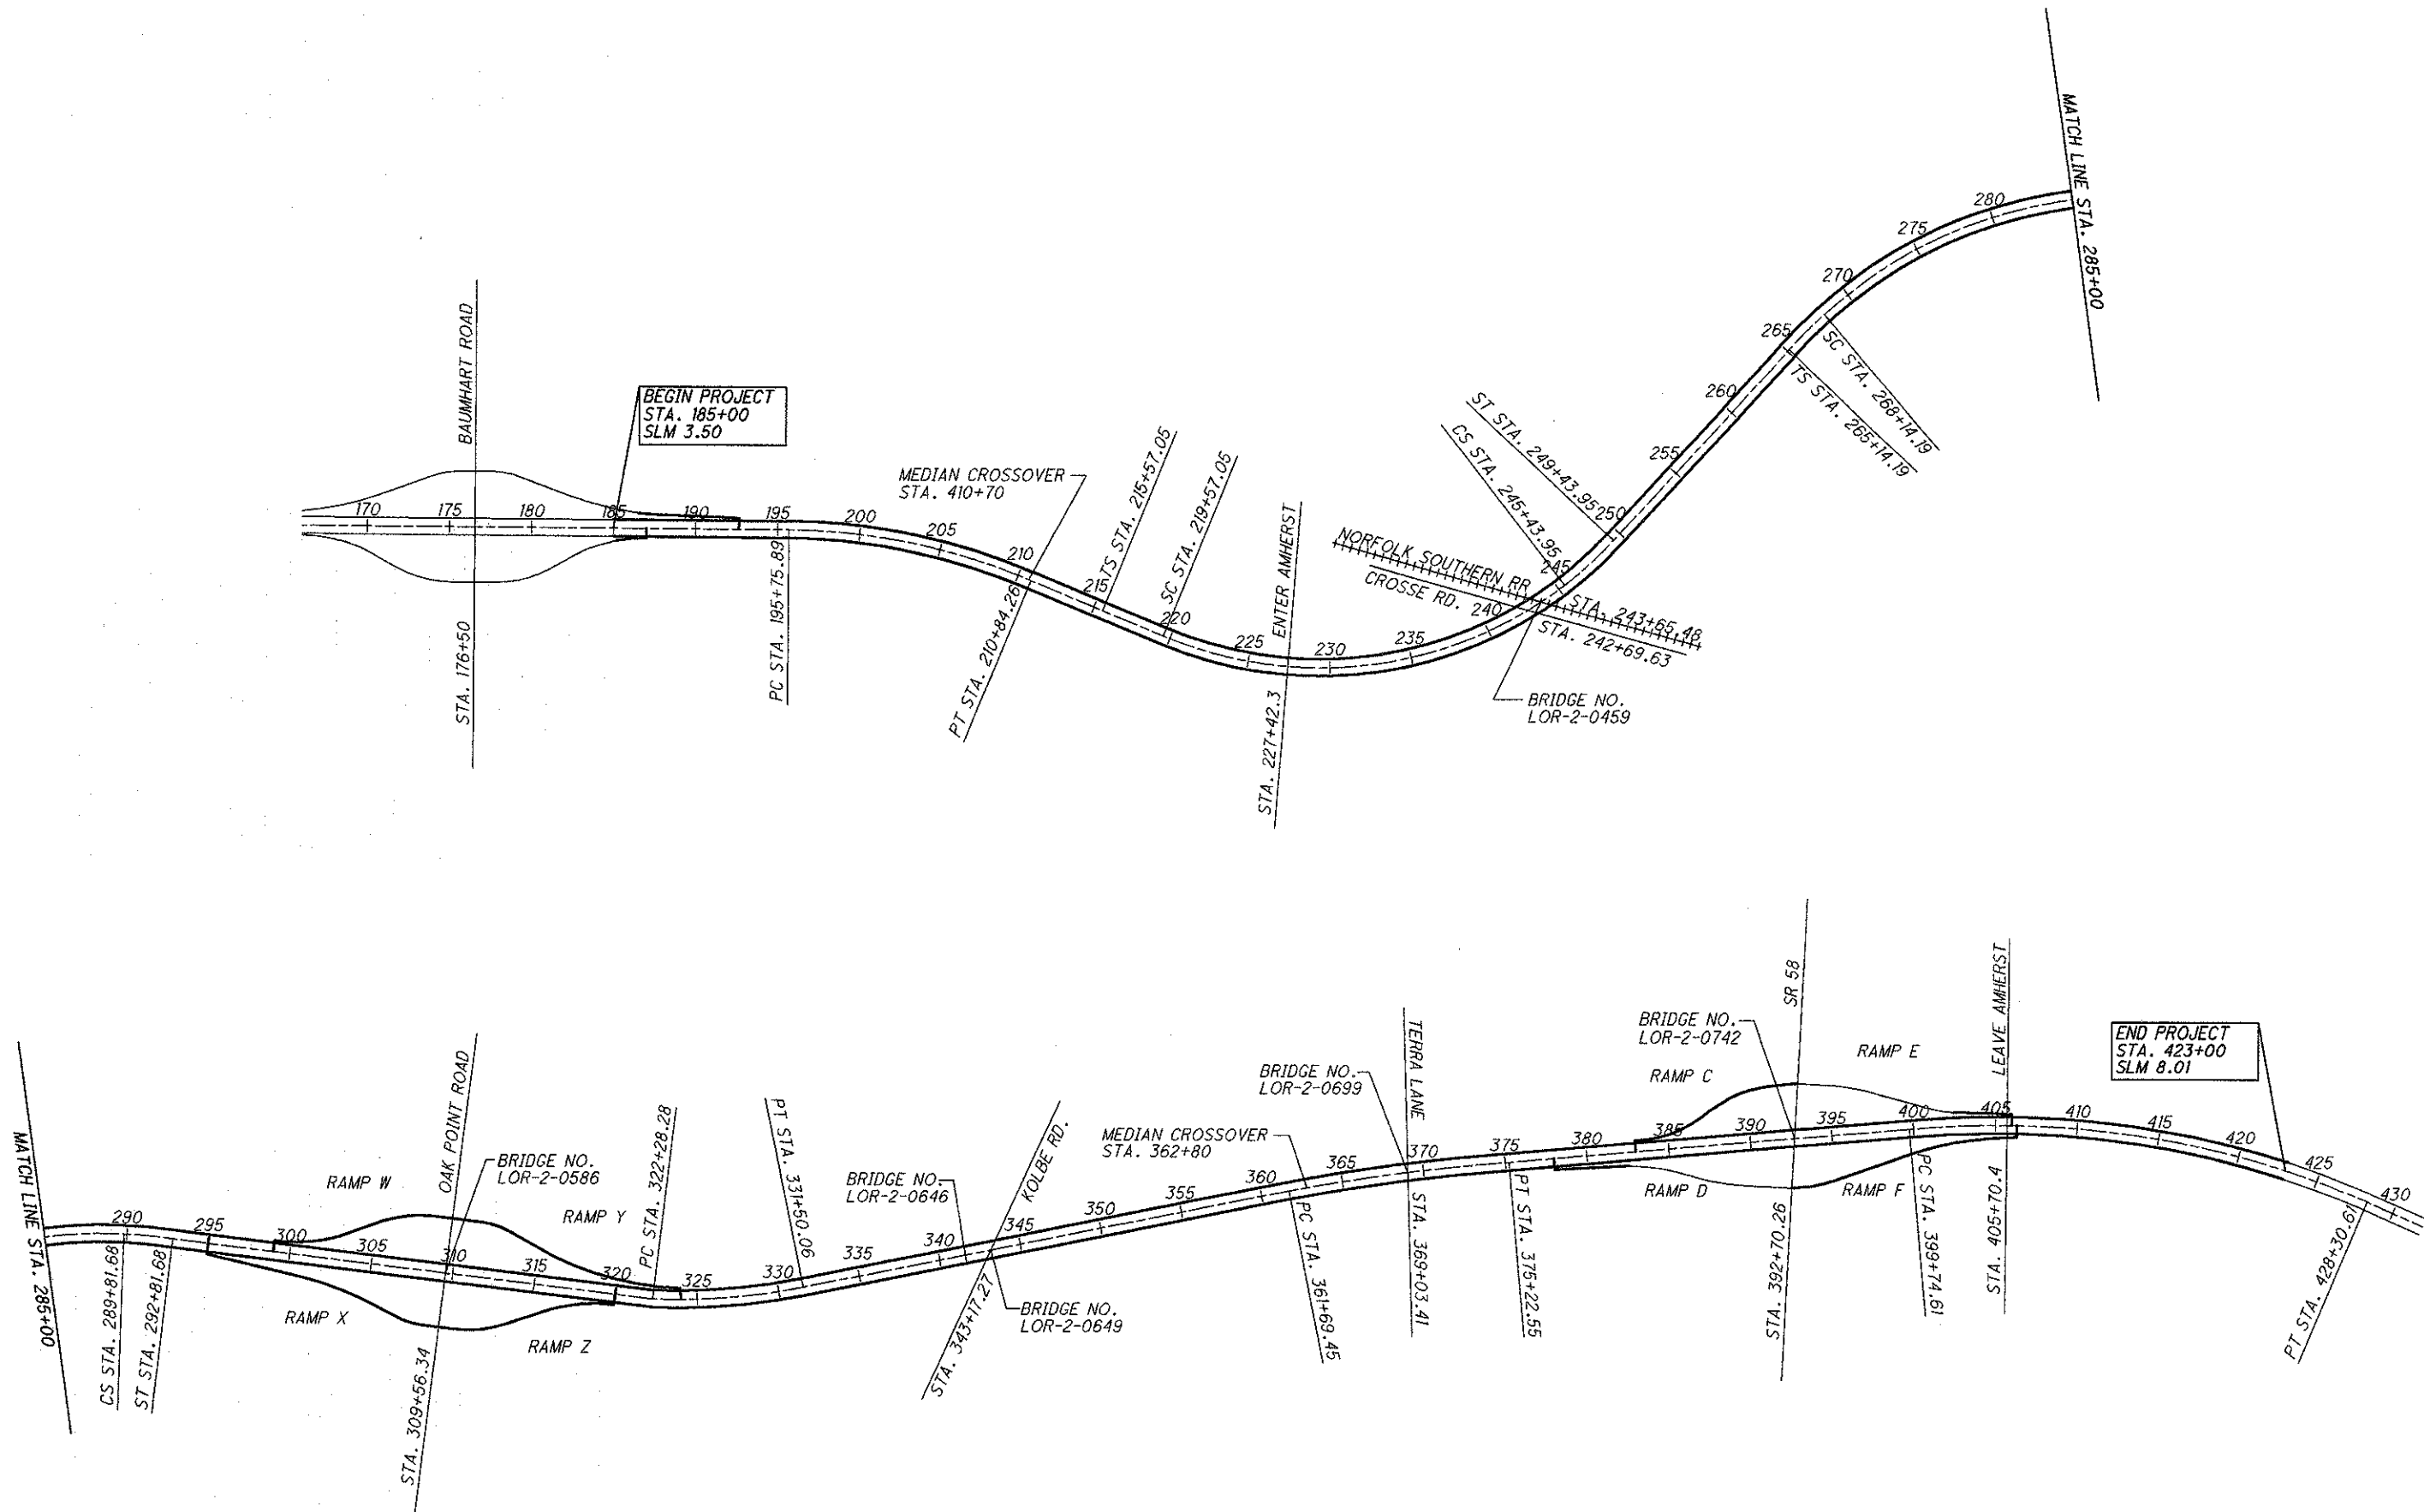 MATCH LINE STA. 285+00
280
275
270
265
SC STA. 268+14.19
TS STA. 265+14.19
260
255
250
ST STA. 249+43.95
CS STA. 245+43.95
245
NORFOLK SOUTHERN RR
STA. 243+65.48
CROSSE RD.
240
STA. 242+69.63
BRIDGE NO.
LOR-2-0459
BAUMHART ROAD
STA. 176+50
BEGIN PROJECT
STA. 185+00
SLM 3.50
170
175
180
185
190
195
200
205
210
215
220
225
230
235
PC STA. 195+75.89
MEDIAN CROSSOVER
STA. 410+70
PT STA. 210+84.26
TS STA. 215+57.05
SC STA. 219+57.05
ENTER AMHERST
STA. 227+42.3
MATCH LINE STA. 285+00
290
295
300
305
310
315
320
325
330
335
340
345
350
355
360
365
370
375
380
385
390
395
400
405
410
415
420
425
430
CS STA. 289+81.68
ST STA. 292+81.68
RAMP W
RAMP X
OAK POINT ROAD
STA. 309+56.34
BRIDGE NO.
LOR-2-0586
RAMP Y
RAMP Z
PC STA. 322+28.28
PT STA. 331+50.06
BRIDGE NO.
LOR-2-0646
KOLBE RD.
STA. 343+17.27
BRIDGE NO.
LOR-2-0649
MEDIAN CROSSOVER
STA. 362+80
PC STA. 361+69.45
BRIDGE NO.
LOR-2-0699
TERRA LANE
STA. 369+03.41
PT STA. 375+22.55
BRIDGE NO.
LOR-2-0742
RAMP C
RAMP D
SR 58
STA. 392+70.26
RAMP E
RAMP F
PC STA. 399+74.61
LEAVE AMHERST
STA. 405+70.4
END PROJECT
STA. 423+00
SLM 8.01
PT STA. 428+30.61